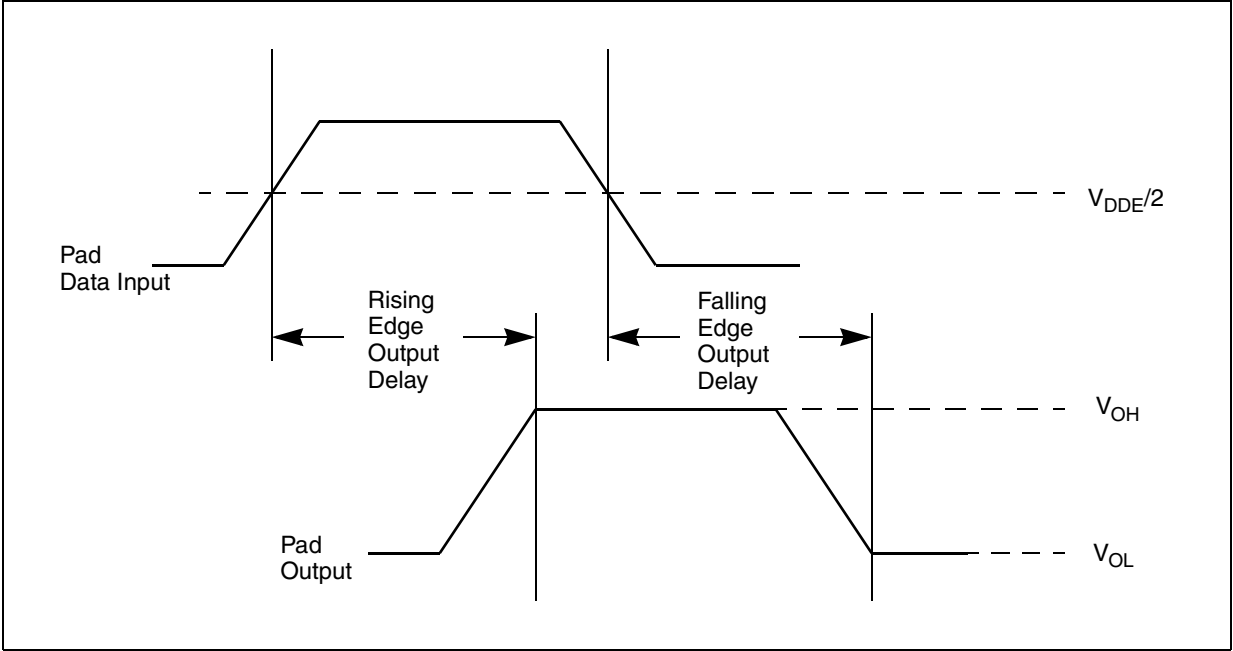 V_DDE/2
Pad
Data Input
Rising
Edge
Output
Delay
Falling
Edge
Output
Delay
V_OH
Pad
Output
V_OL